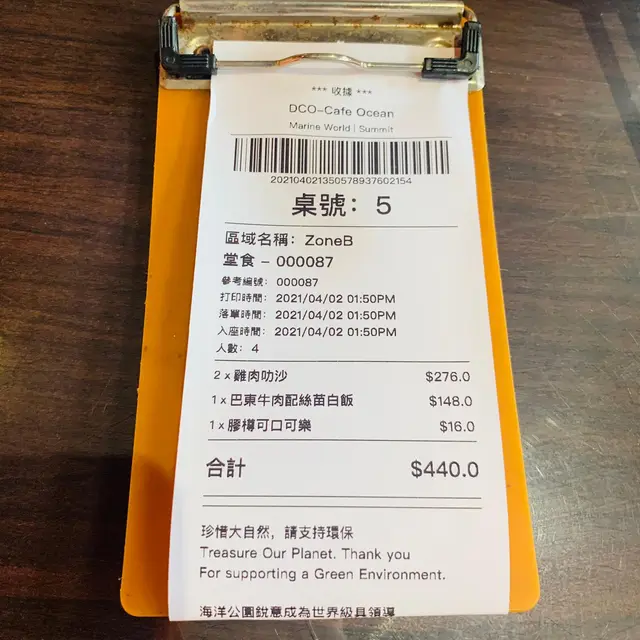 *** 收據 ***
DCO-Cafe Ocean
Marine World | Summit
202104021350578937602154
桌號： 5
區域名稱： ZoneB
堂食 - 000087
參考編號： 000087
打印時間： 2021/04/02 01:50PM
落單時間： 2021/04/02 01:50PM
入座時間： 2021/04/02 01:50PM
人數： 4
2 x 雞肉叻沙 $276.0
1 x 巴東牛肉配絲苗白飯 $148.0
1 x 膠樽可口可樂 $16.0
合計 $440.0
珍惜大自然，請支持環保
Treasure Our Planet. Thank you
For supporting a Green Environment.
海洋公園銳意成為世界級具領導